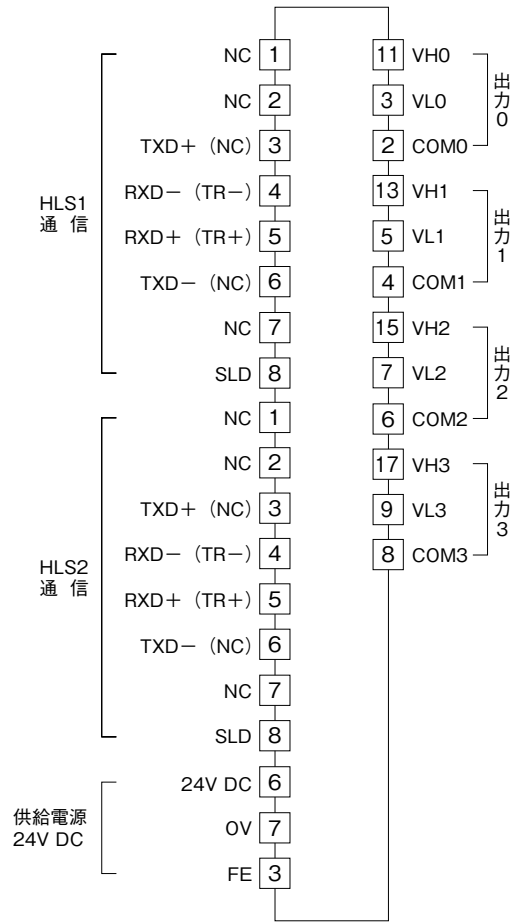 HLS1
通 信
NC 1
NC 2
TXD＋（NC） 3
RXD－（TR－） 4
RXD＋（TR＋） 5
TXD－（NC） 6
NC 7
SLD 8
HLS2
通 信
NC 1
NC 2
TXD＋（NC） 3
RXD－（TR－） 4
RXD＋（TR＋） 5
TXD－（NC） 6
NC 7
SLD 8
供給電源
24V DC
24V DC 6
0V 7
FE 3
11 VH0
3 VL0
2 COM0
出力0
13 VH1
5 VL1
4 COM1
出力1
15 VH2
7 VL2
6 COM2
出力2
17 VH3
9 VL3
8 COM3
出力3